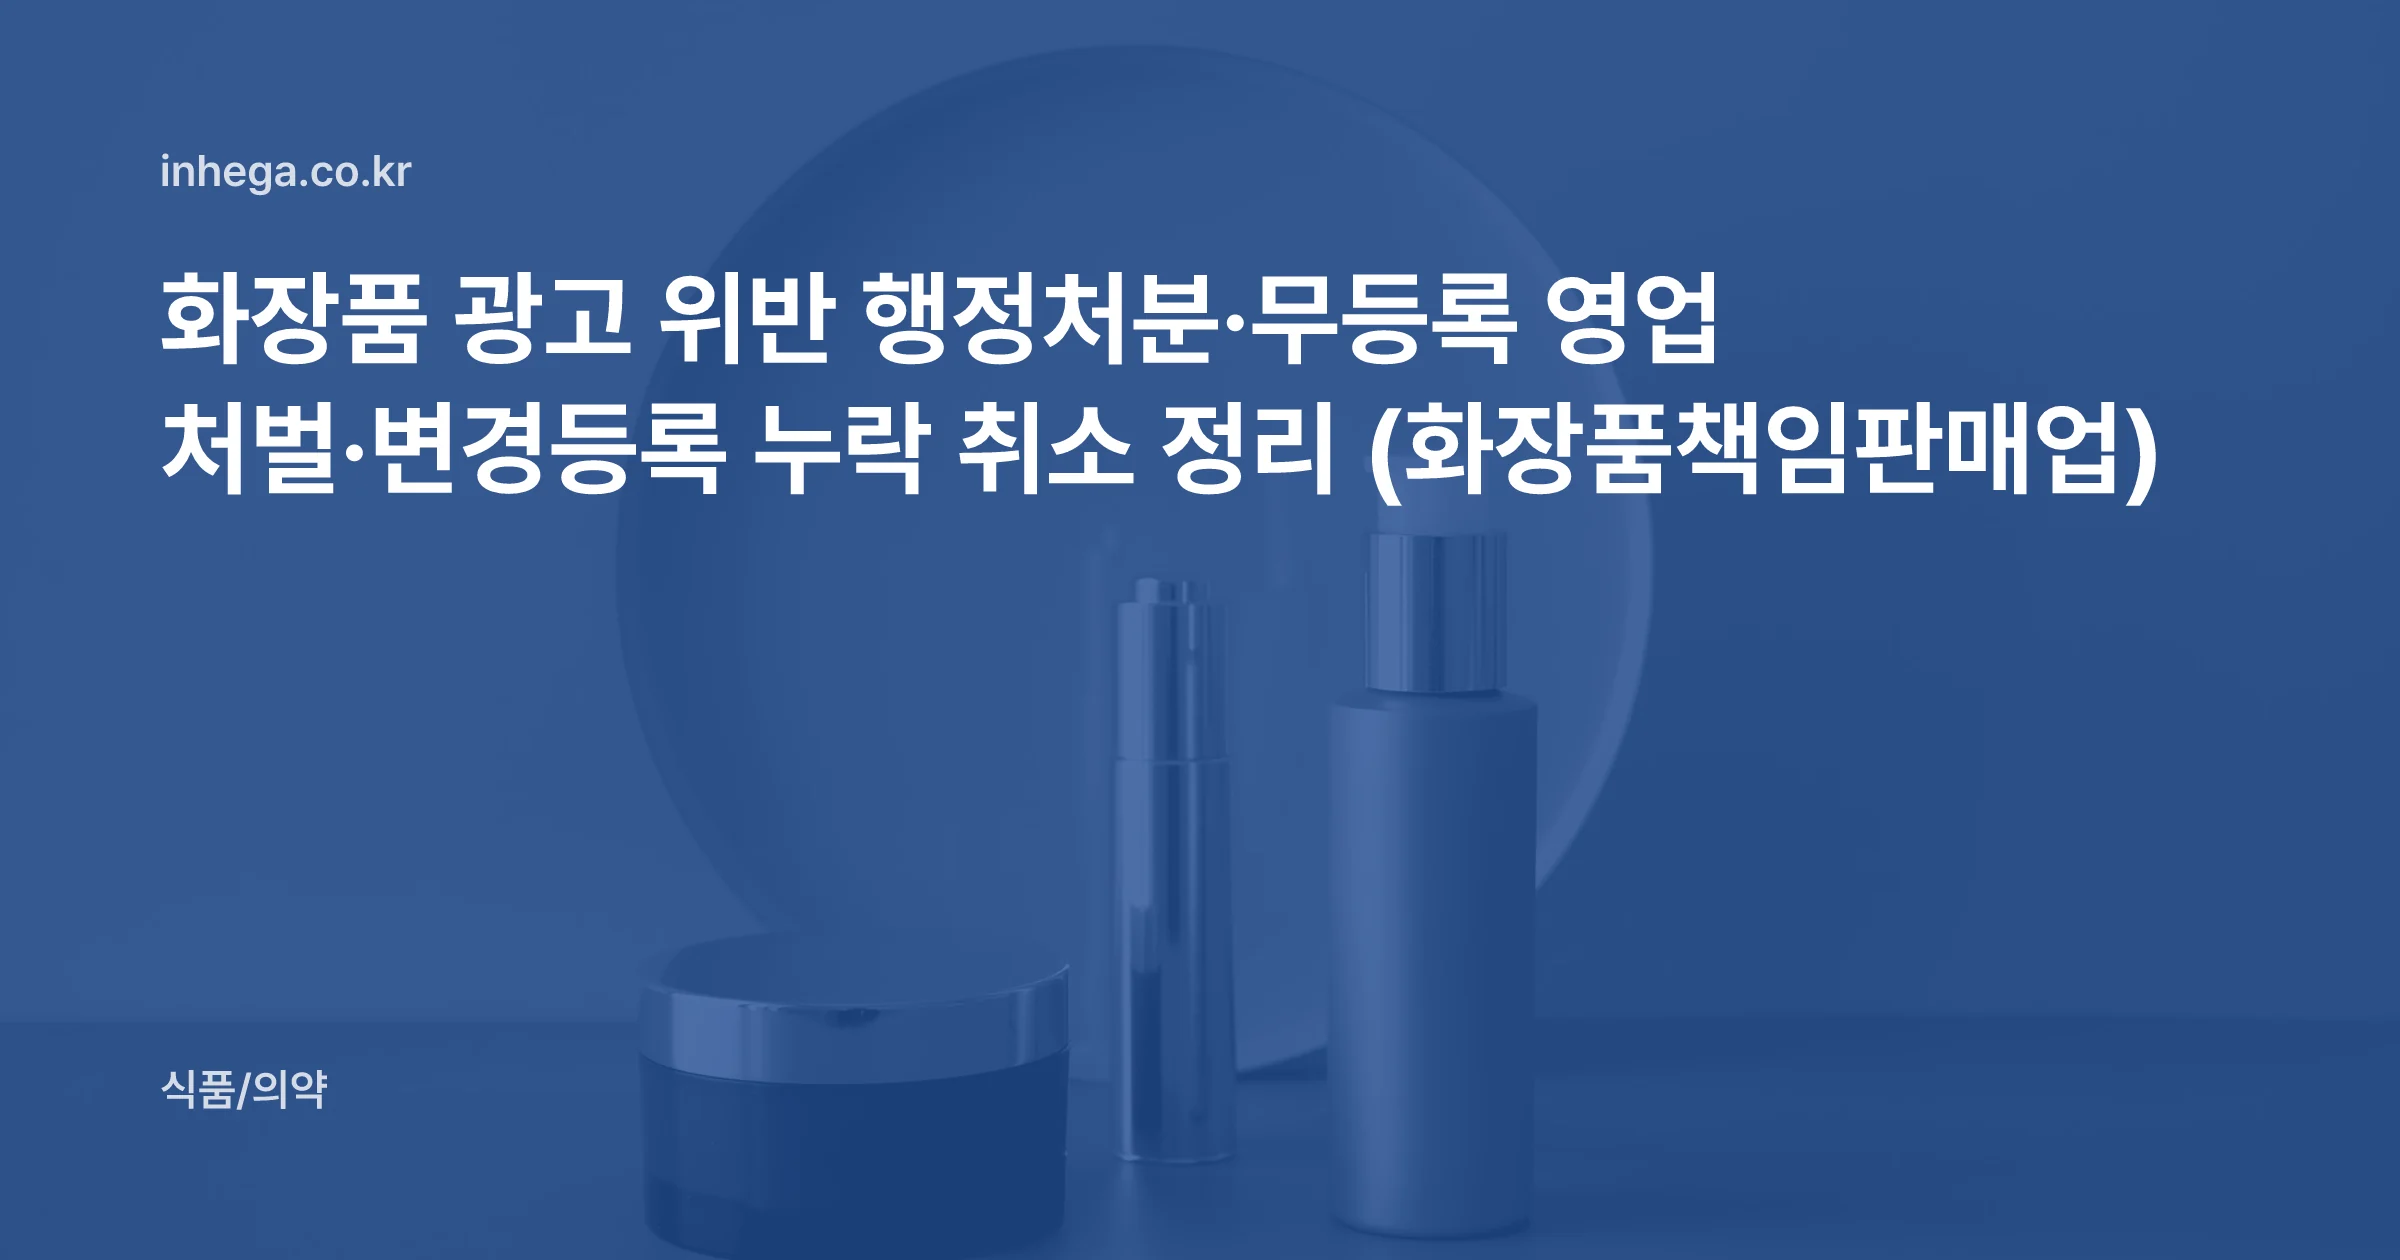 inhega.co.kr
화장품 광고 위반 행정처분·무등록 영업
처벌·변경등록 누락 취소 정리 (화장품책임판매업)
식품/의약